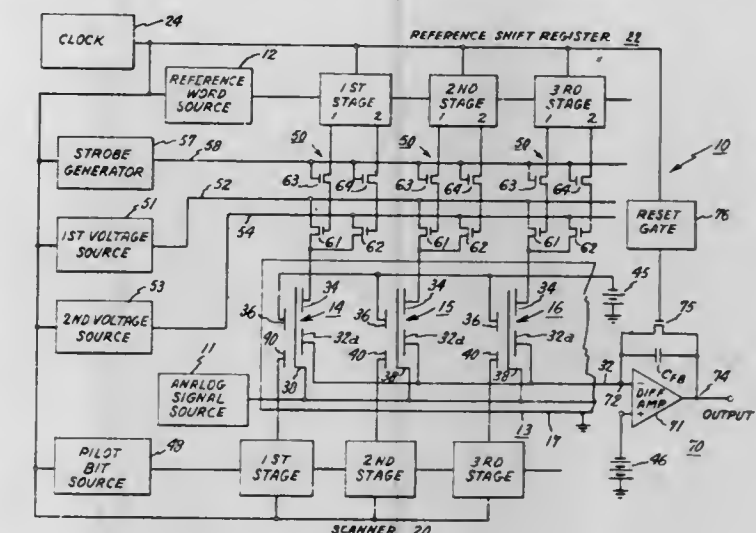 24
CLOCK
REFERENCE SHIFT REGISTER 22
12
REFERENCE WORD SOURCE
1ST STAGE
1 2
2ND STAGE
1 2
3RD STAGE
1 2
57
STROBE GENERATOR
58
50
50
50
10
63
64
63
64
63
64
52
51
1ST VOLTAGE SOURCE
54
61
62
61
62
61
62
RESET GATE
76
53
2ND VOLTAGE SOURCE
34
34
34
45
36
14
36
15
36
16
75
11
32a
32a
32a
40
40
40
32
CFB
74
ANALOG SIGNAL SOURCE
38
38
38
72
DIFF AMP
71
OUTPUT
13
17
70
49
PILOT BIT SOURCE
1ST STAGE
2ND STAGE
3RD STAGE
46
SCANNER 20